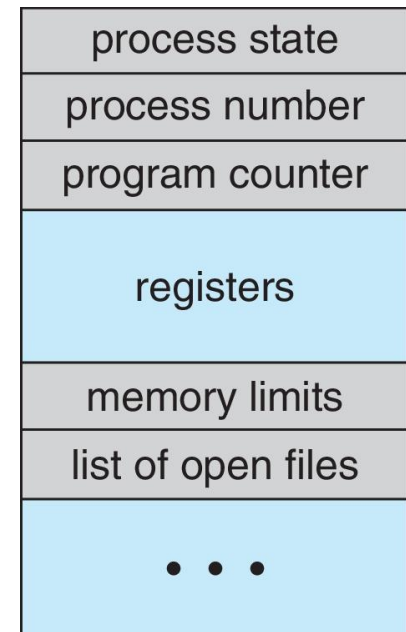 process state
process number
program counter
registers
memory limits
list of open files
• • •